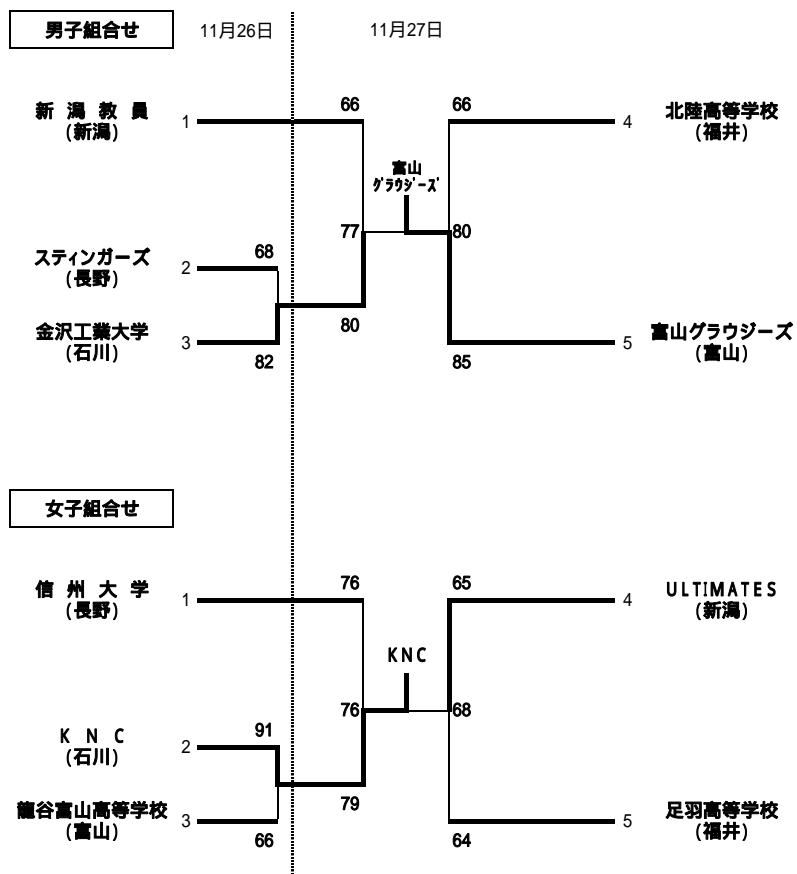 男子組合せ
11月26日
11月27日
66
66
新 潟 教 員
(新潟)
1
4
北陸高等学校
(福井)
富山
グラウジーズ
77
80
スティンガーズ
(長野)
2
68
金沢工業大学
(石川)
3
82
80
85
5
富山グラウジーズ
(富山)
女子組合せ
76
65
信 州 大 学
(長野)
1
4
ULTIMATES
(新潟)
KNC
76
68
K N C
(石川)
2
91
龍谷富山高等学校
(富山)
3
66
79
64
5
足羽高等学校
(福井)